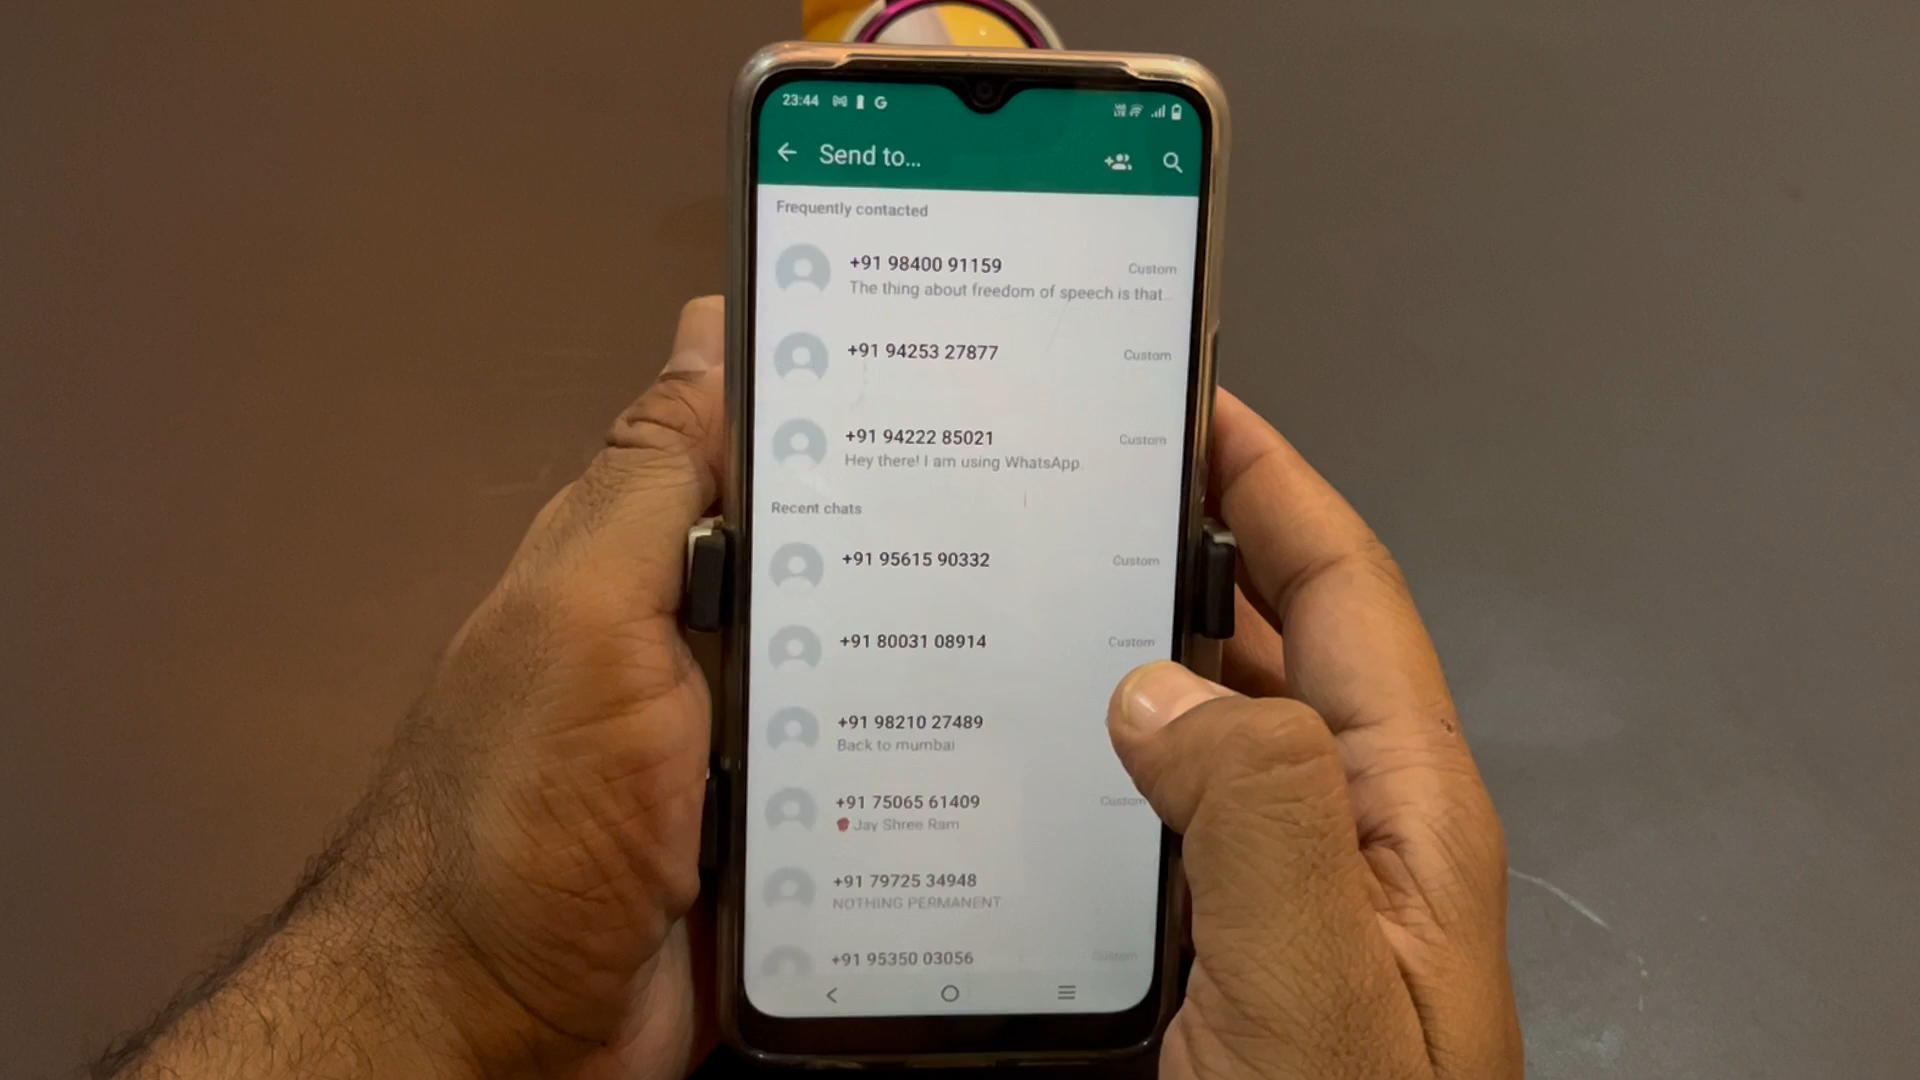 23:44
Send to...
Frequently contacted
+91 98400 91159 Custom
The thing about freedom of speech is that...
+91 94253 27877 Custom
+91 94222 85021 Custom
Hey there! I am using WhatsApp.
Recent chats
+91 95615 90332 Custom
+91 80031 08914 Custom
+91 98210 27489
Back to mumbai
+91 75065 61409 Custom
Jay Shree Ram
+91 79725 34948
NOTHING PERMANENT
+91 95350 03056 Custom